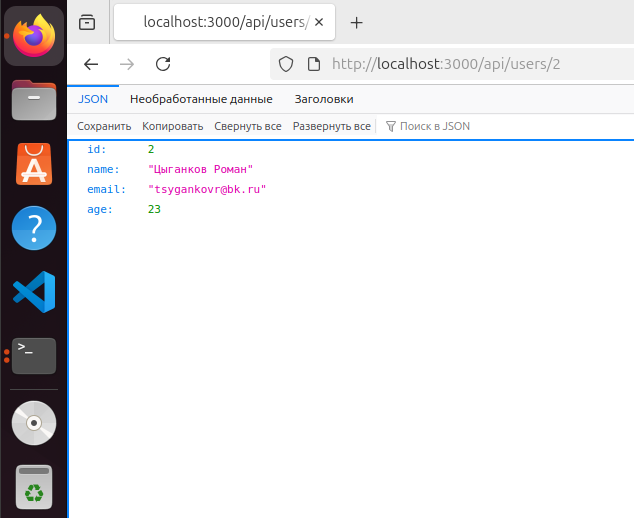 localhost:3000/api/users/
http://localhost:3000/api/users/2
JSON Необработанные данные Заголовки
Сохранить Копировать Свернуть все Развернуть все Поиск в JSON
id: 2
name: "Цыганков Роман"
email: "tsygankovr@bk.ru"
age: 23